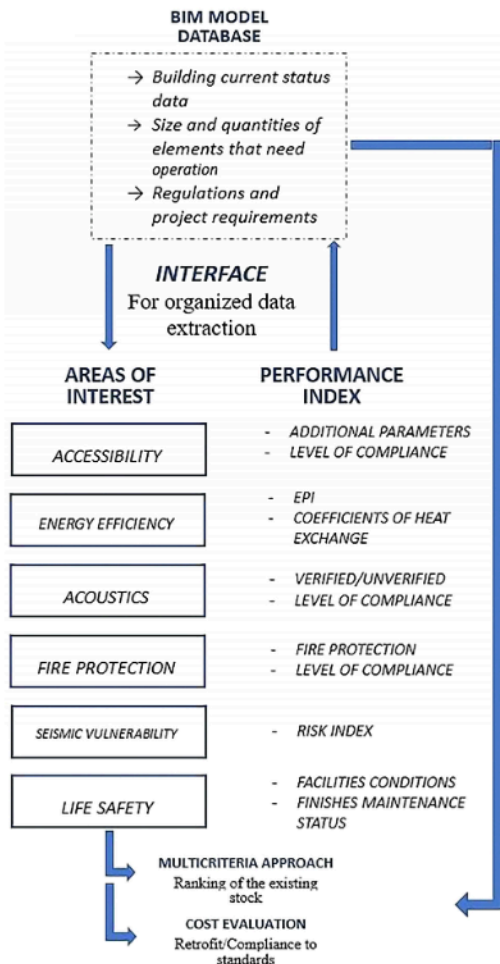 BIM MODEL
DATABASE
→ Building current status
data
→ Size and quantities of
elements that need
operation
→ Regulations and
project requirements
INTERFACE
For organized data
extraction
AREAS OF
INTEREST
PERFORMANCE
INDEX
ACCESSIBILITY
- ADDITIONAL PARAMETERS
- LEVEL OF COMPLIANCE
ENERGY EFFICIENCY
- EPI
- COEFFICIENTS OF HEAT
EXCHANGE
ACOUSTICS
- VERIFIED/UNVERIFIED
- LEVEL OF COMPLIANCE
FIRE PROTECTION
- FIRE PROTECTION
- LEVEL OF COMPLIANCE
SEISMIC VULNERABILITY
- RISK INDEX
LIFE SAFETY
- FACILITIES CONDITIONS
- FINISHES MAINTENANCE
STATUS
MULTICRITERIA APPROACH
Ranking of the existing
stock
COST EVALUATION
Retrofit/Compliance to
standards